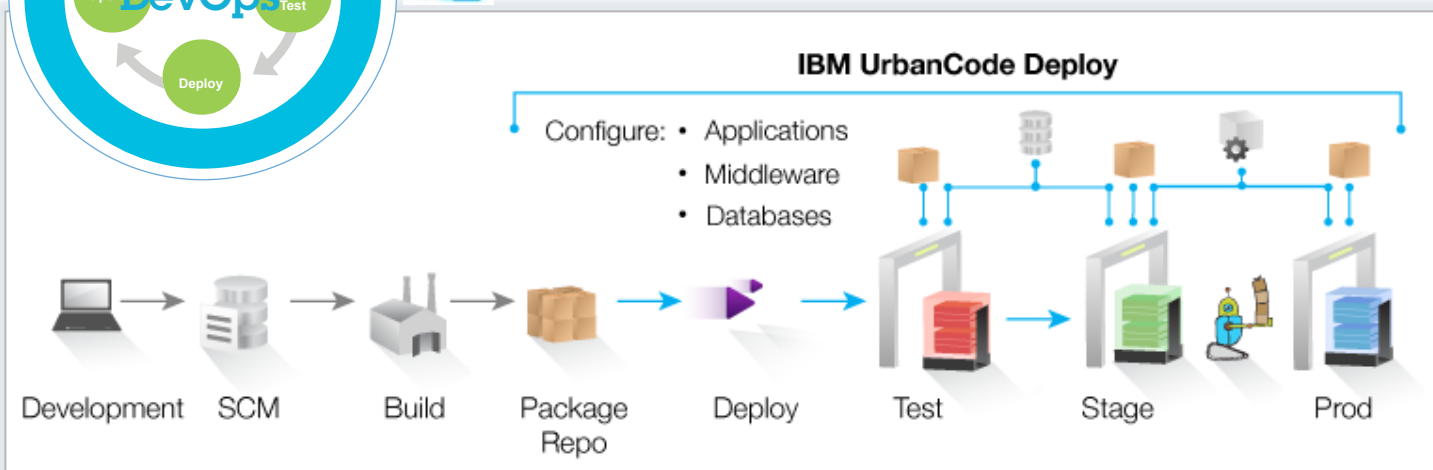 DevOps
Test
Deploy
IBM UrbanCode Deploy
Configure: • Applications
• Middleware
• Databases
Development
SCM
Build
Package
Repo
Deploy
Test
Stage
Prod